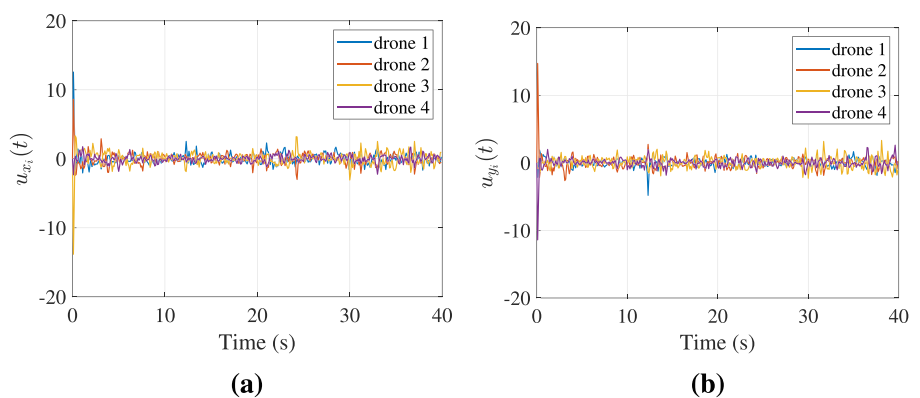 20
10
0
-10
-20
0
10
20
30
40
u_{x_i}(t)
Time (s)
drone 1
drone 2
drone 3
drone 4
(a)
20
10
0
-10
-20
0
10
20
30
40
u_{y_i}(t)
Time (s)
drone 1
drone 2
drone 3
drone 4
(b)